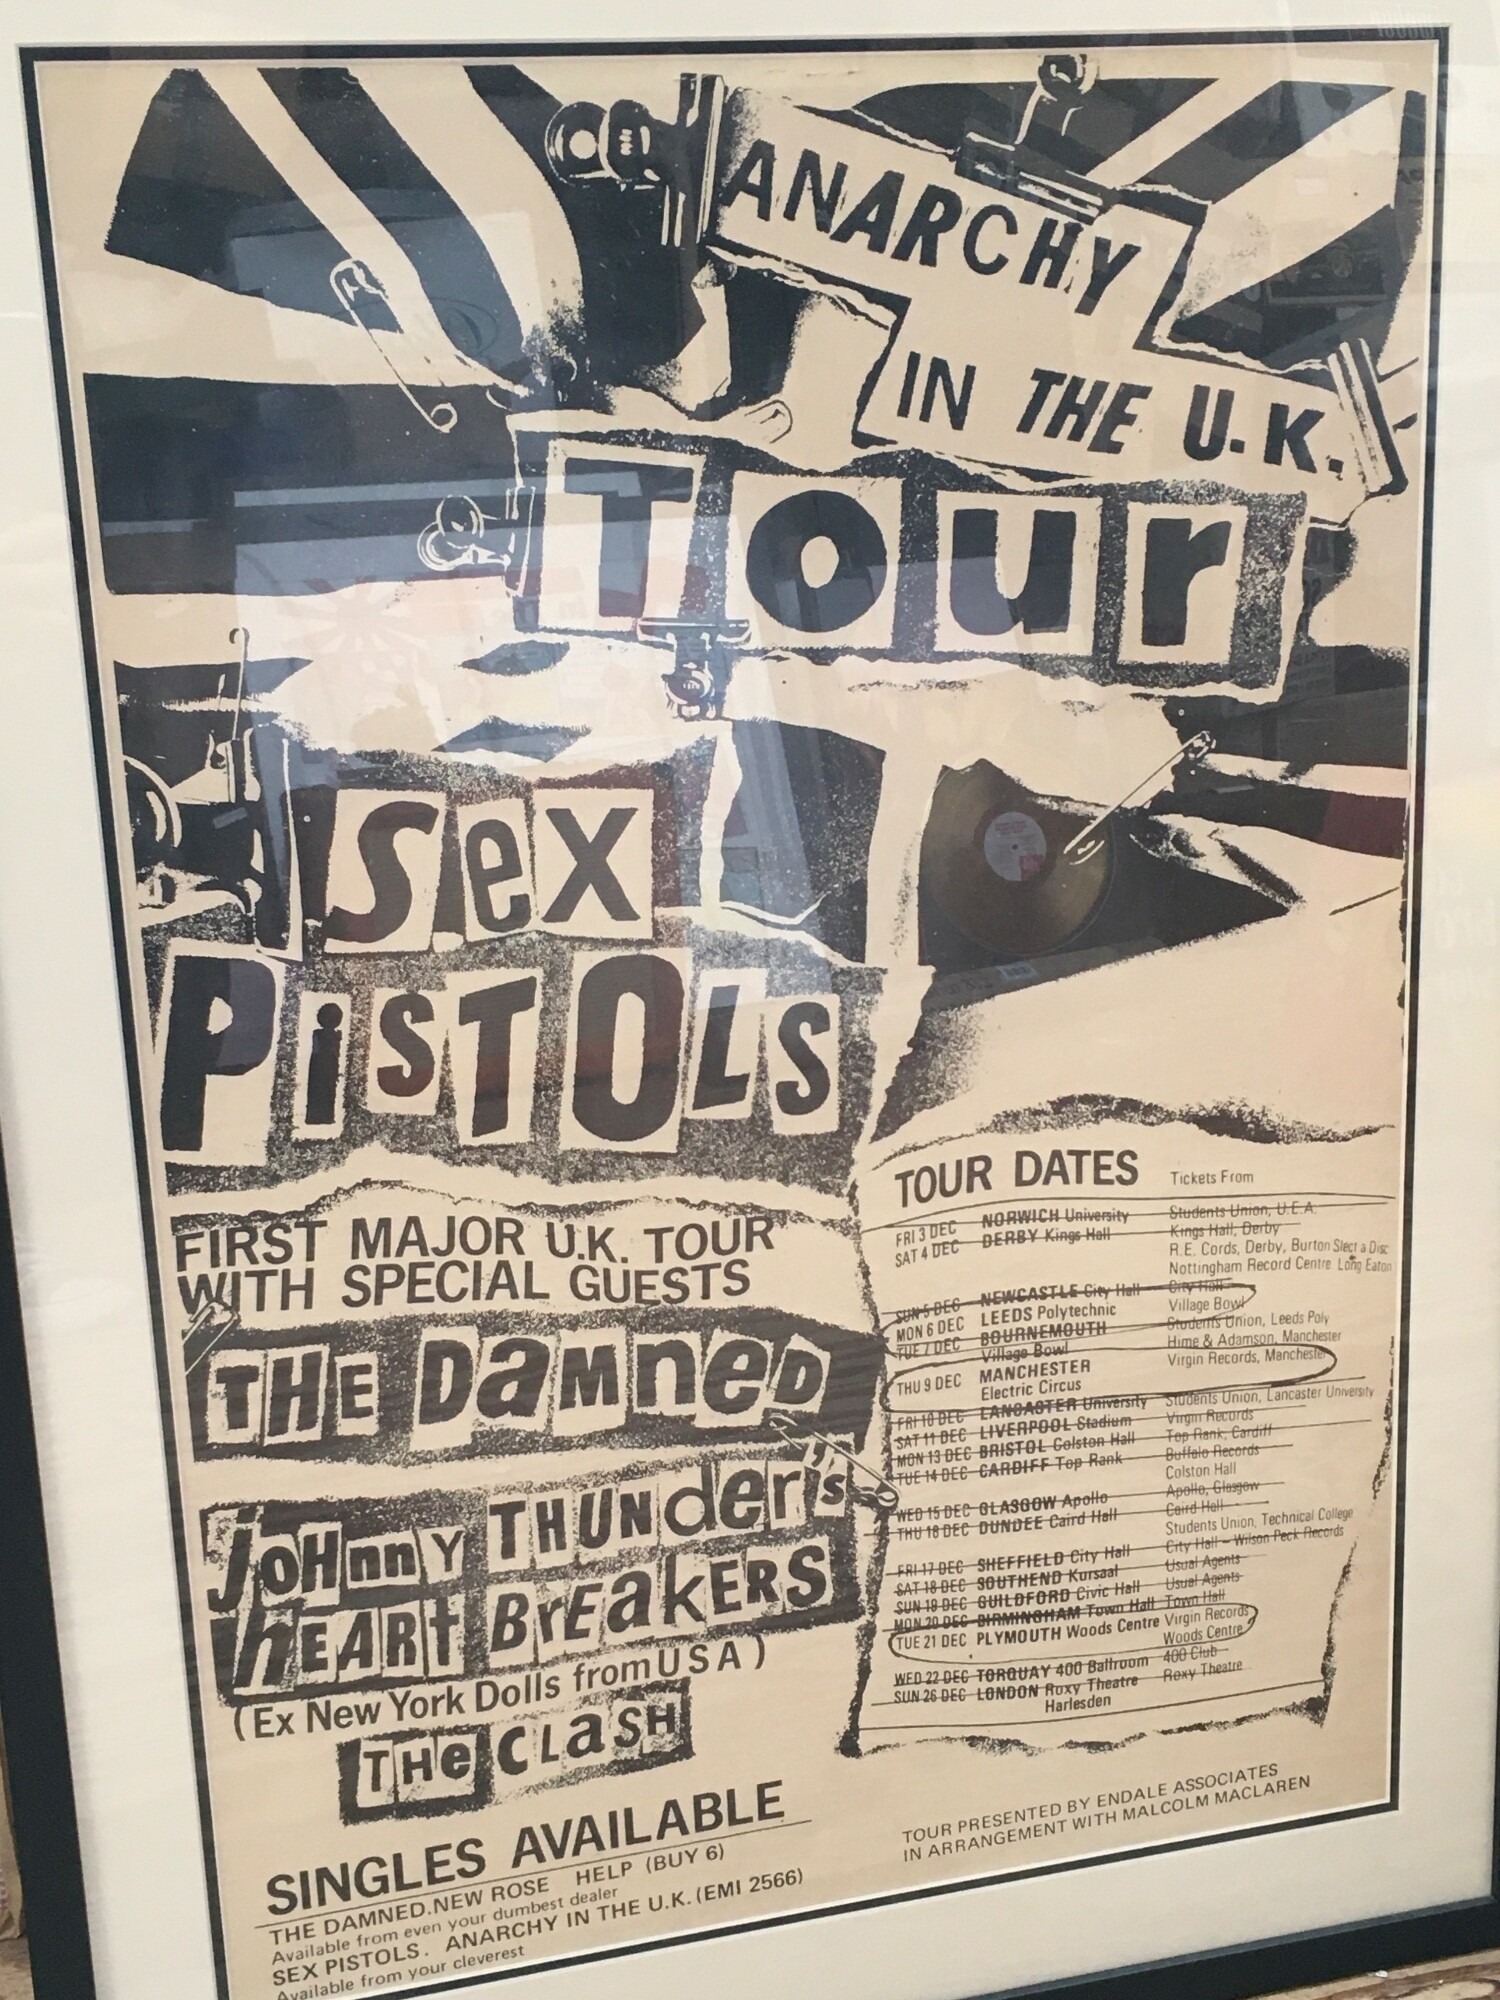 ANARCHY
IN THE U.K.
Tour
Sex
PiSTOLS
FIRST MAJOR U.K. TOUR
WITH SPECIAL GUESTS
THE DamneD
joHnnY THUNder's
hEARt BrEakERS
(Ex New York Dolls from USA)
THe CLaSH
SINGLES AVAILABLE
THE DAMNED.NEW ROSE HELP (BUY 6)
Available from even your dumbest dealer
SEX PISTOLS. ANARCHY IN THE U.K. (EMI 2566)
Available from your cleverest
TOUR DATES Tickets From
FRI 3 DEC NORWICH University Students Union, U.E.A.
SAT 4 DEC DERBY Kings Hall Kings Hall, Derby
R.E. Cords, Derby, Burton Slect a Disc
Nottingham Record Centre Long Eaton
SUN 5 DEC NEWCASTLE City Hall City Hall
MON 6 DEC LEEDS Polytechnic Village Bowl
TUE 7 DEC BOURNEMOUTH Students Union, Leeds Poly
Village Bowl Hime & Adamson, Manchester
THU 9 DEC MANCHESTER Virgin Records, Manchester
Electric Circus
FRI 10 DEC LANCASTER University Students Union, Lancaster University
SAT 11 DEC LIVERPOOL Stadium Virgin Records
MON 13 DEC BRISTOL Colston Hall Top Rank, Cardiff
TUE 14 DEC CARDIFF Top Rank Buffalo Records
Colston Hall
WED 15 DEC GLASGOW Apollo Apollo, Glasgow
THU 16 DEC DUNDEE Caird Hall Caird Hall
Students Union, Technical College
FRI 17 DEC SHEFFIELD City Hall City Hall – Wilson Peck Records
SAT 18 DEC SOUTHEND Kursaal Usual Agents
SUN 19 DEC GUILDFORD Civic Hall Usual Agents
MON 20 DEC BIRMINGHAM Town Hall Town Hall
TUE 21 DEC PLYMOUTH Woods Centre Virgin Records
Woods Centre
WED 22 DEC TORQUAY 400 Ballroom 400 Club
SUN 26 DEC LONDON Roxy Theatre Roxy Theatre
Harlesden
TOUR PRESENTED BY ENDALE ASSOCIATES
IN ARRANGEMENT WITH MALCOLM MACLAREN